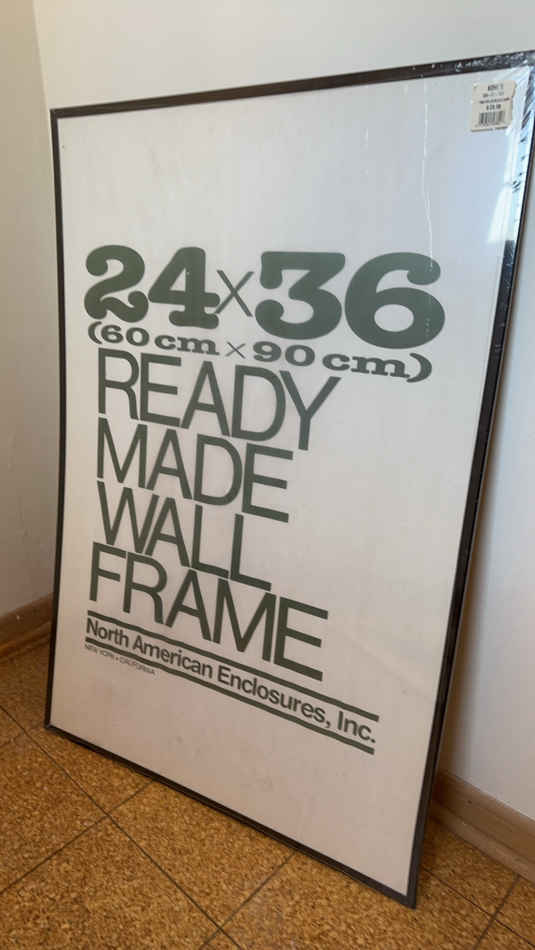 24x36
(60 cm x 90 cm)
READY
MADE
WALL
FRAME
North American Enclosures, Inc.
NEW YORK • CALIFORNIA